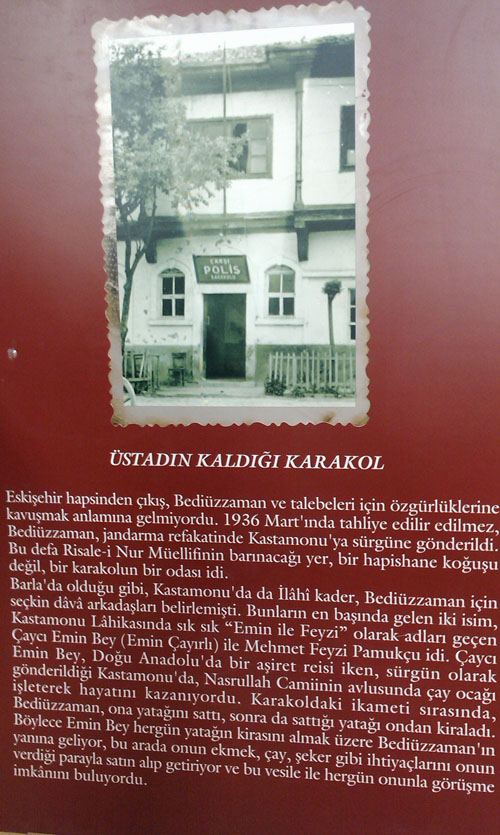 ÇARŞI
POLİS
KARAKOLU
ÜSTADIN KALDIĞI KARAKOL
Eskişehir hapsinden çıkış, Bediüzzaman ve talebeleri için özgürlüklerine
kavuşmak anlamına gelmiyordu. 1936 Mart'ında tahliye edilir edilmez,
Bediüzzaman, jandarma refakatinde Kastamonu'ya sürgüne gönderildi.
Bu defa Risale-i Nur Müellifinin barınacağı yer, bir hapishane koğuşu
değil, bir karakolun bir odası idi.
Barla'da olduğu gibi, Kastamonu'da da İlâhî kader, Bediüzzaman için
seçkin dâvâ arkadaşları belirlemişti. Bunların en başında gelen iki isim,
Kastamonu Lâhikasında sık sık “Emin ile Feyzi” olarak adları geçen
Çaycı Emin Bey (Emin Çayırlı) ile Mehmet Feyzi Pamukçu idi. Çaycı
Emin Bey, Doğu Anadolu'da bir aşiret reisi iken, sürgün olarak
gönderildiği Kastamonu'da, Nasrullah Camiinin avlusunda çay ocağı
işleterek hayatını kazanıyordu. Karakoldaki ikameti sırasında,
Bediüzzaman, ona yatağını sattı, sonra da sattığı yatağı ondan kiraladı.
Böylece Emin Bey hergün yatağın kirasını almak üzere Bediüzzaman'ın
yanına geliyor, bu arada onun ekmek, çay, şeker gibi ihtiyaçlarını onun
verdiği parayla satın alıp getiriyor ve bu vesile ile hergün onunla görüşme
imkânını buluyordu.